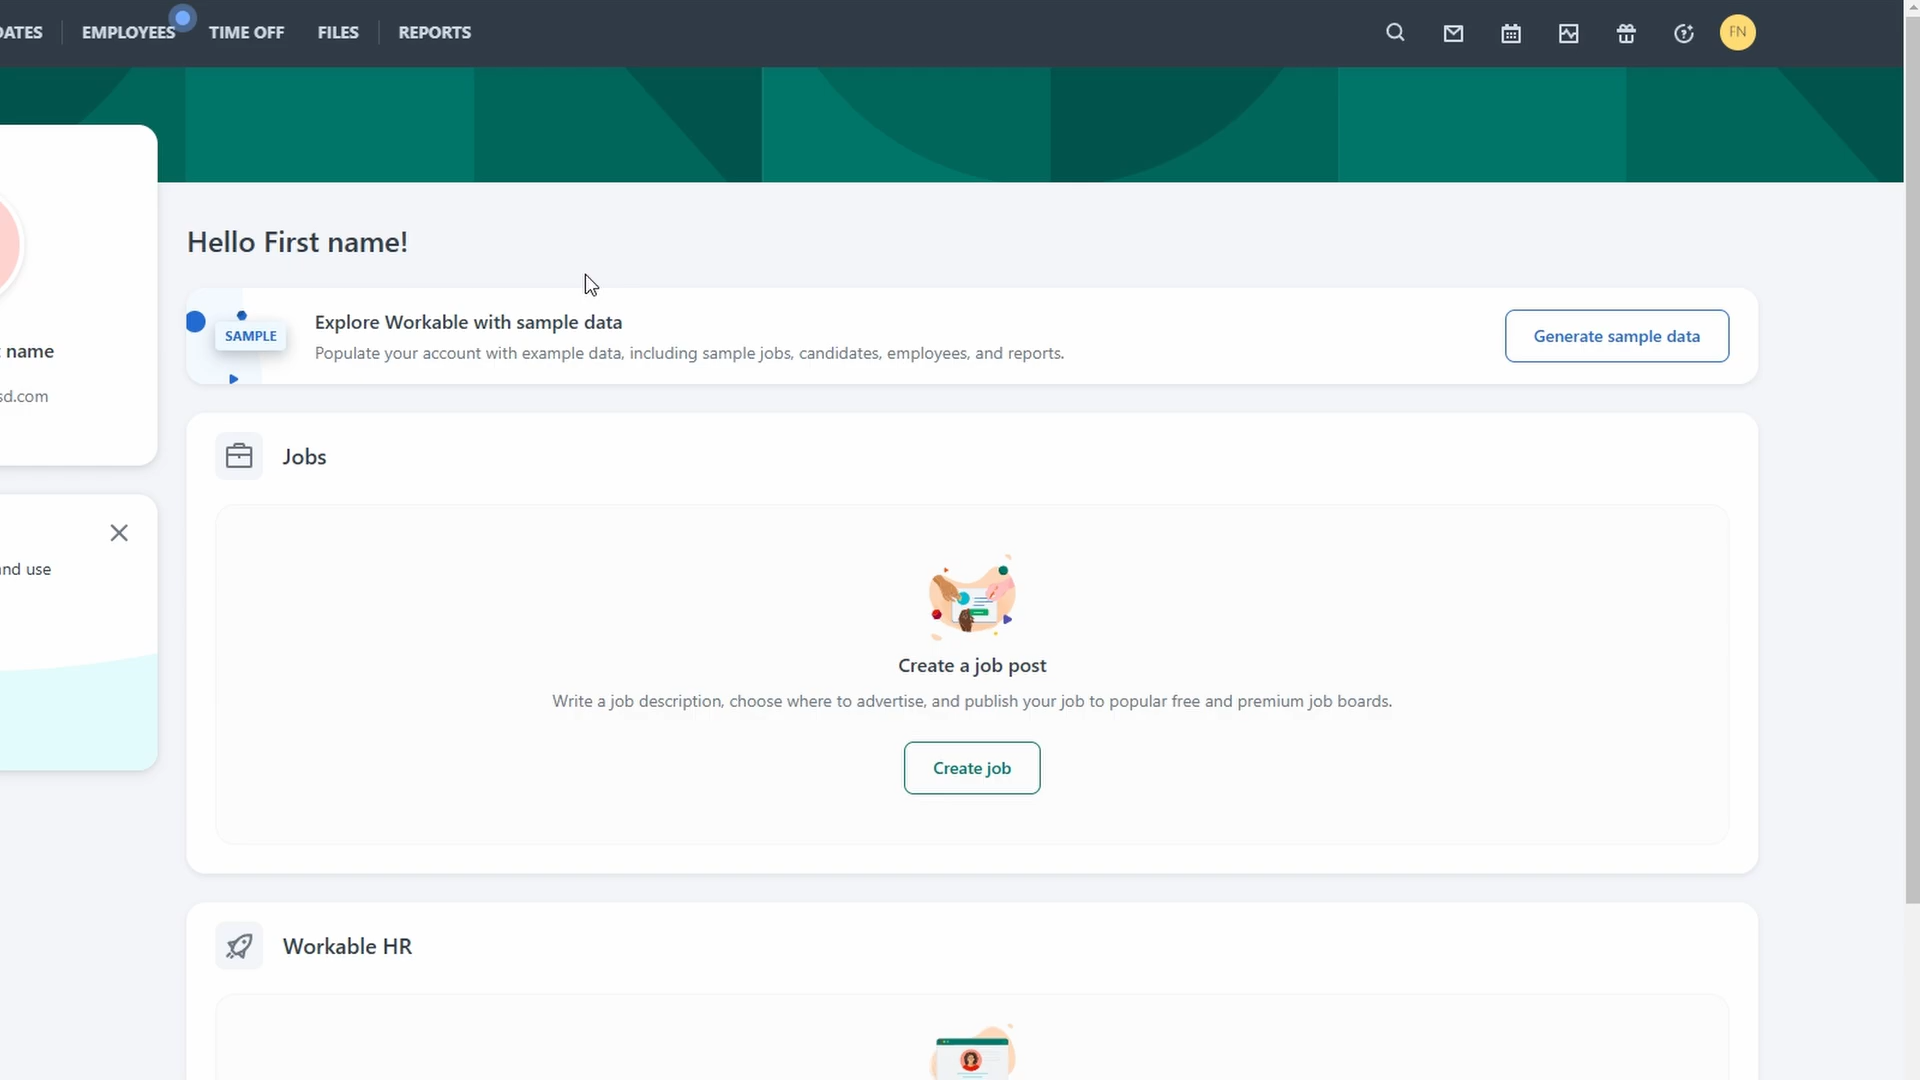 DATES EMPLOYEES TIME OFF FILES REPORTS FN
Hello First name!
SAMPLE
Explore Workable with sample data
Populate your account with example data, including sample jobs, candidates, employees, and reports.
Generate sample data
name
sd.com
and use
Jobs
Create a job post
Write a job description, choose where to advertise, and publish your job to popular free and premium job boards.
Create job
Workable HR